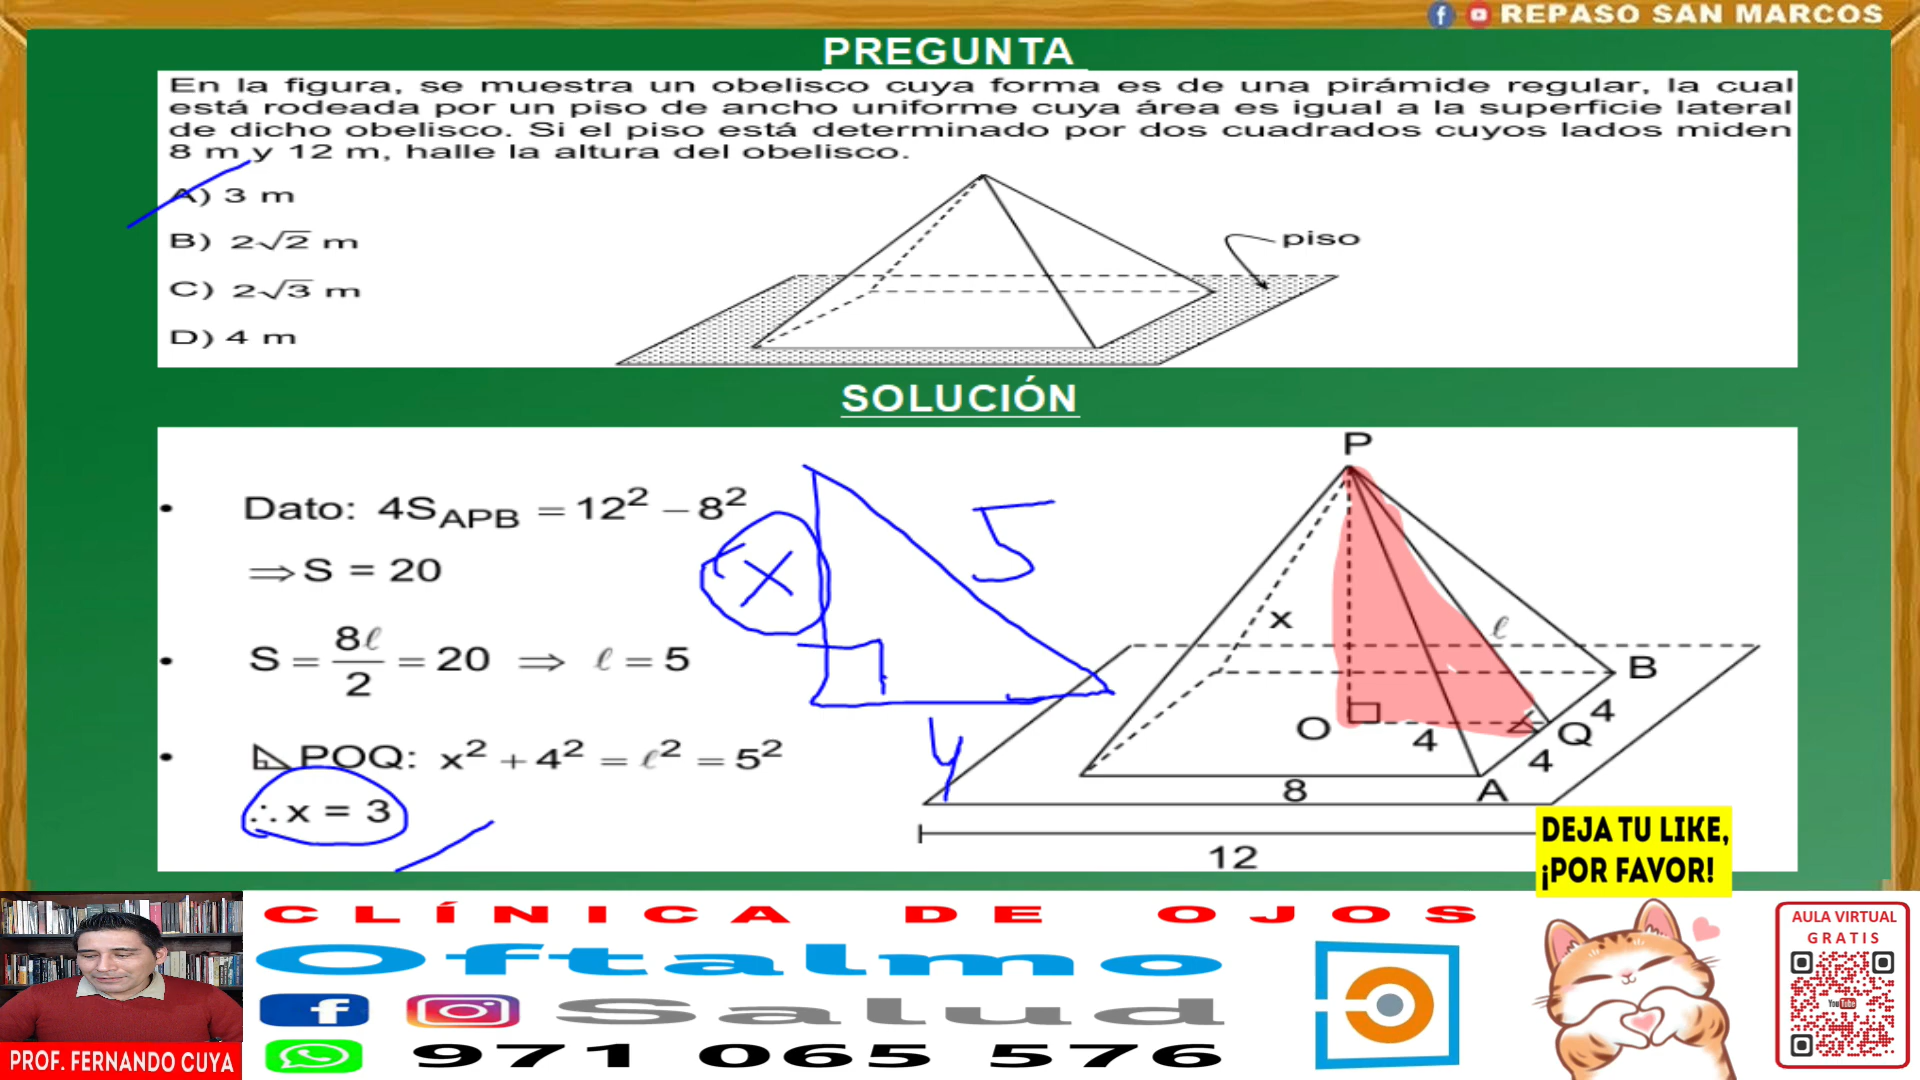 REPASO SAN MARCOS
PREGUNTA
En la figura, se muestra un obelisco cuya forma es de una pirámide regular, la cual
está rodeada por un piso de ancho uniforme cuya área es igual a la superficie lateral
de dicho obelisco. Si el piso está determinado por dos cuadrados cuyos lados miden
8 m y 12 m, halle la altura del obelisco.
A) 3 m
B) 2√2 m
C) 2√3 m
D) 4 m
piso
SOLUCIÓN
• Dato: 4S_APB = 12² – 8²
⇒ S = 20
• S = 8ℓ/2 = 20 ⇒ ℓ = 5
• ◺POQ: x² + 4² = ℓ² = 5²
∴ x = 3
X
5
4
P
x
ℓ
B
4
Q
O
4
4
8
A
12
DEJA TU LIKE,
¡POR FAVOR!
PROF. FERNANDO CUYA
CLÍNICA DE OJOS
Oftalmo
Salud
971 065 576
AULA VIRTUAL
GRATIS
YouTube